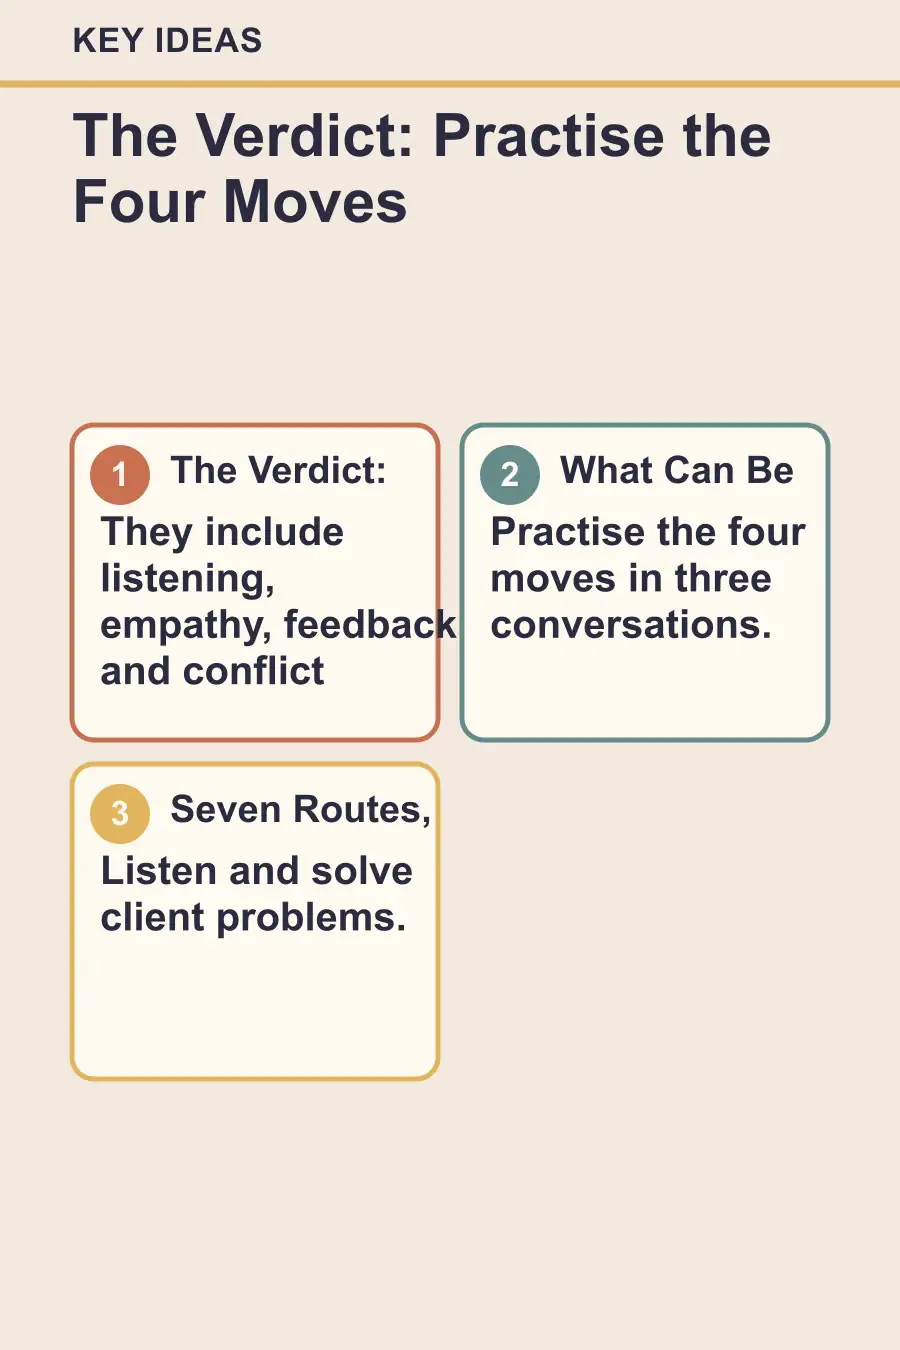 KEY IDEAS
The Verdict: Practise the
Four Moves
1 The Verdict:
They include
listening,
empathy, feedback
and conflict
2 What Can Be
Practise the four
moves in three
conversations.
3 Seven Routes,
Listen and solve
client problems.